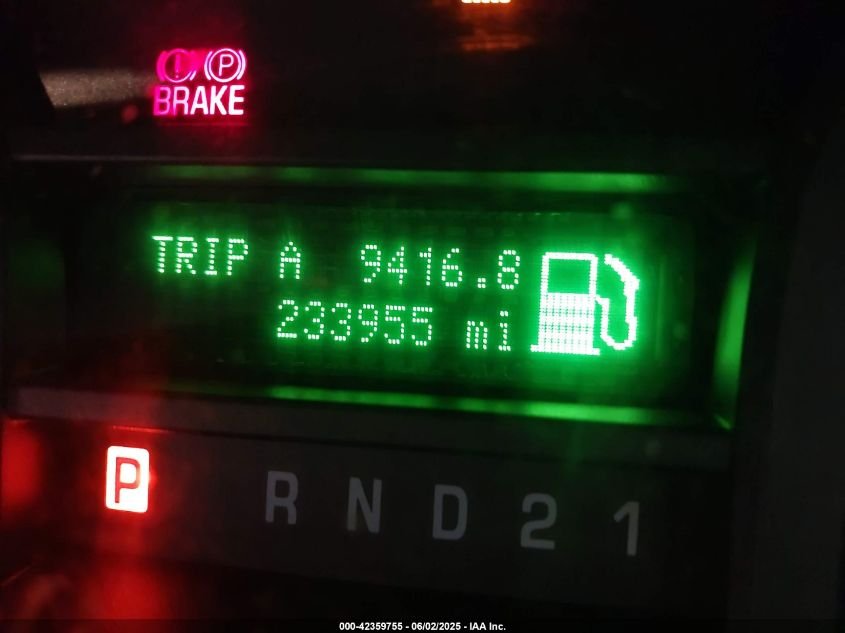 BRAKE
TRIP A 9416.8
233955 mi
P R N D 2 1
000-42359755 - 06/02/2025 - IAA Inc.